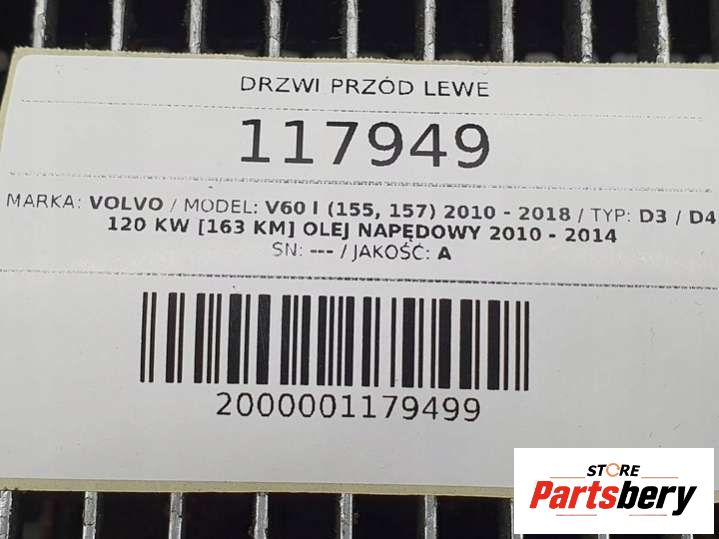 DRZWI PRZÓD LEWE
117949
MARKA: VOLVO / MODEL: V60 I (155, 157) 2010 - 2018 / TYP: D3 / D4
120 KW [163 KM] OLEJ NAPĘDOWY 2010 - 2014
SN: --- / JAKOŚĆ: A
2000001179499
STORE
Partsbery